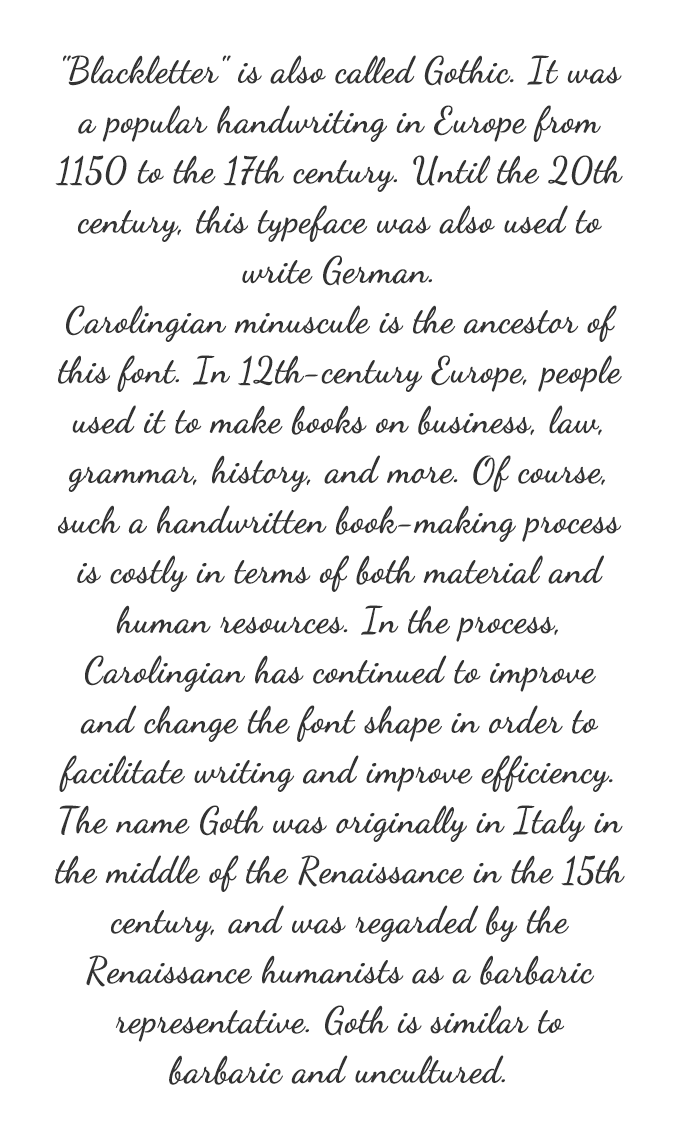 "Blackletter" is also called Gothic. It was
a popular handwriting in Europe from
1150 to the 17th century. Until the 20th
century, this typeface was also used to
write German.
Carolingian minuscule is the ancestor of
this font. In 12th-century Europe, people
used it to make books on business, law,
grammar, history, and more. Of course,
such a handwritten book-making process
is costly in terms of both material and
human resources. In the process,
Carolingian has continued to improve
and change the font shape in order to
facilitate writing and improve efficiency.
The name Goth was originally in Italy in
the middle of the Renaissance in the 15th
century, and was regarded by the
Renaissance humanists as a barbaric
representative. Goth is similar to
barbaric and uncultured.